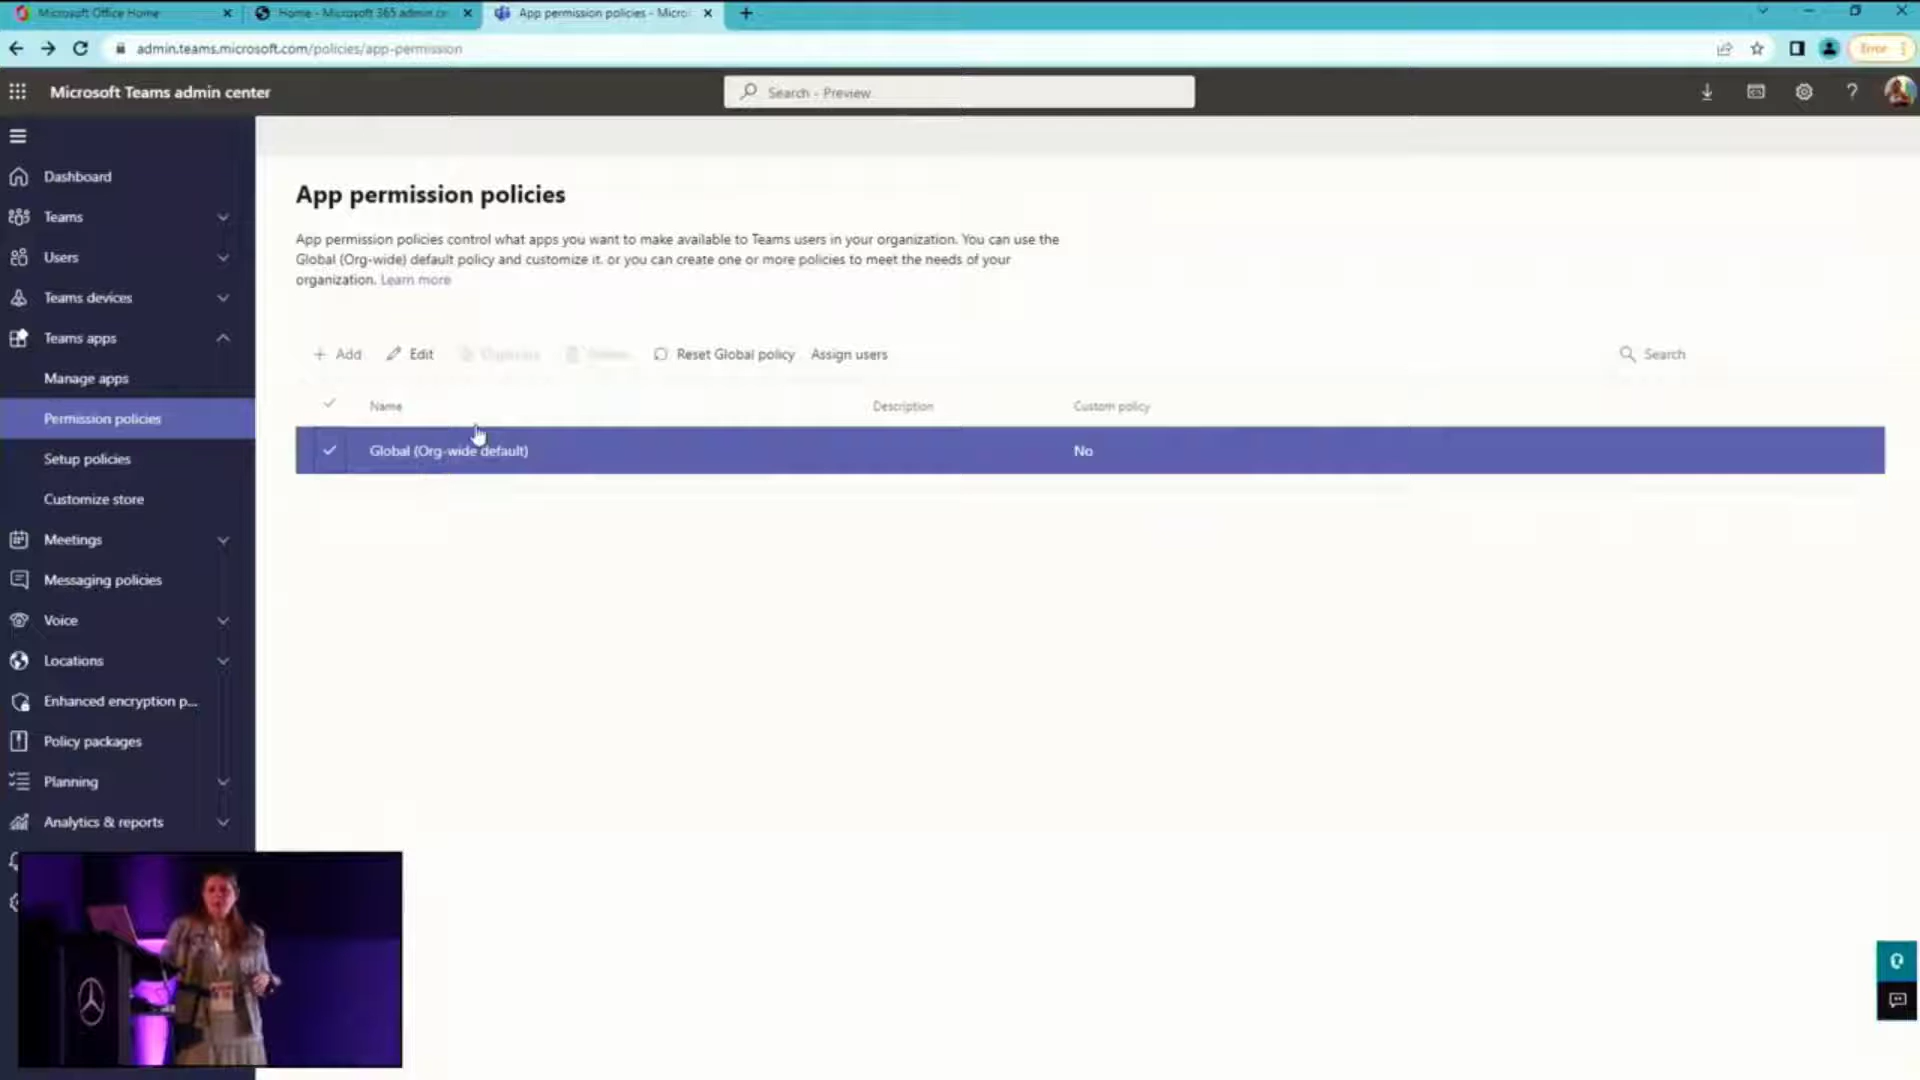 Microsoft Office Home
Home - Microsoft 365 admin ce
App permission policies - Micro
admin.teams.microsoft.com/policies/app-permission
Error
Microsoft Teams admin center
Search - Preview
Dashboard
Teams
Users
Teams devices
Teams apps
Manage apps
Permission policies
Setup policies
Customize store
Meetings
Messaging policies
Voice
Locations
Enhanced encryption p...
Policy packages
Planning
Analytics & reports
App permission policies
App permission policies control what apps you want to make available to Teams users in your organization. You can use the
Global (Org-wide) default policy and customize it. or you can create one or more policies to meet the needs of your
organization. Learn more
+ Add Edit Duplicate Delete Reset Global policy Assign users Search
Name Description Custom policy
Global (Org-wide default) No